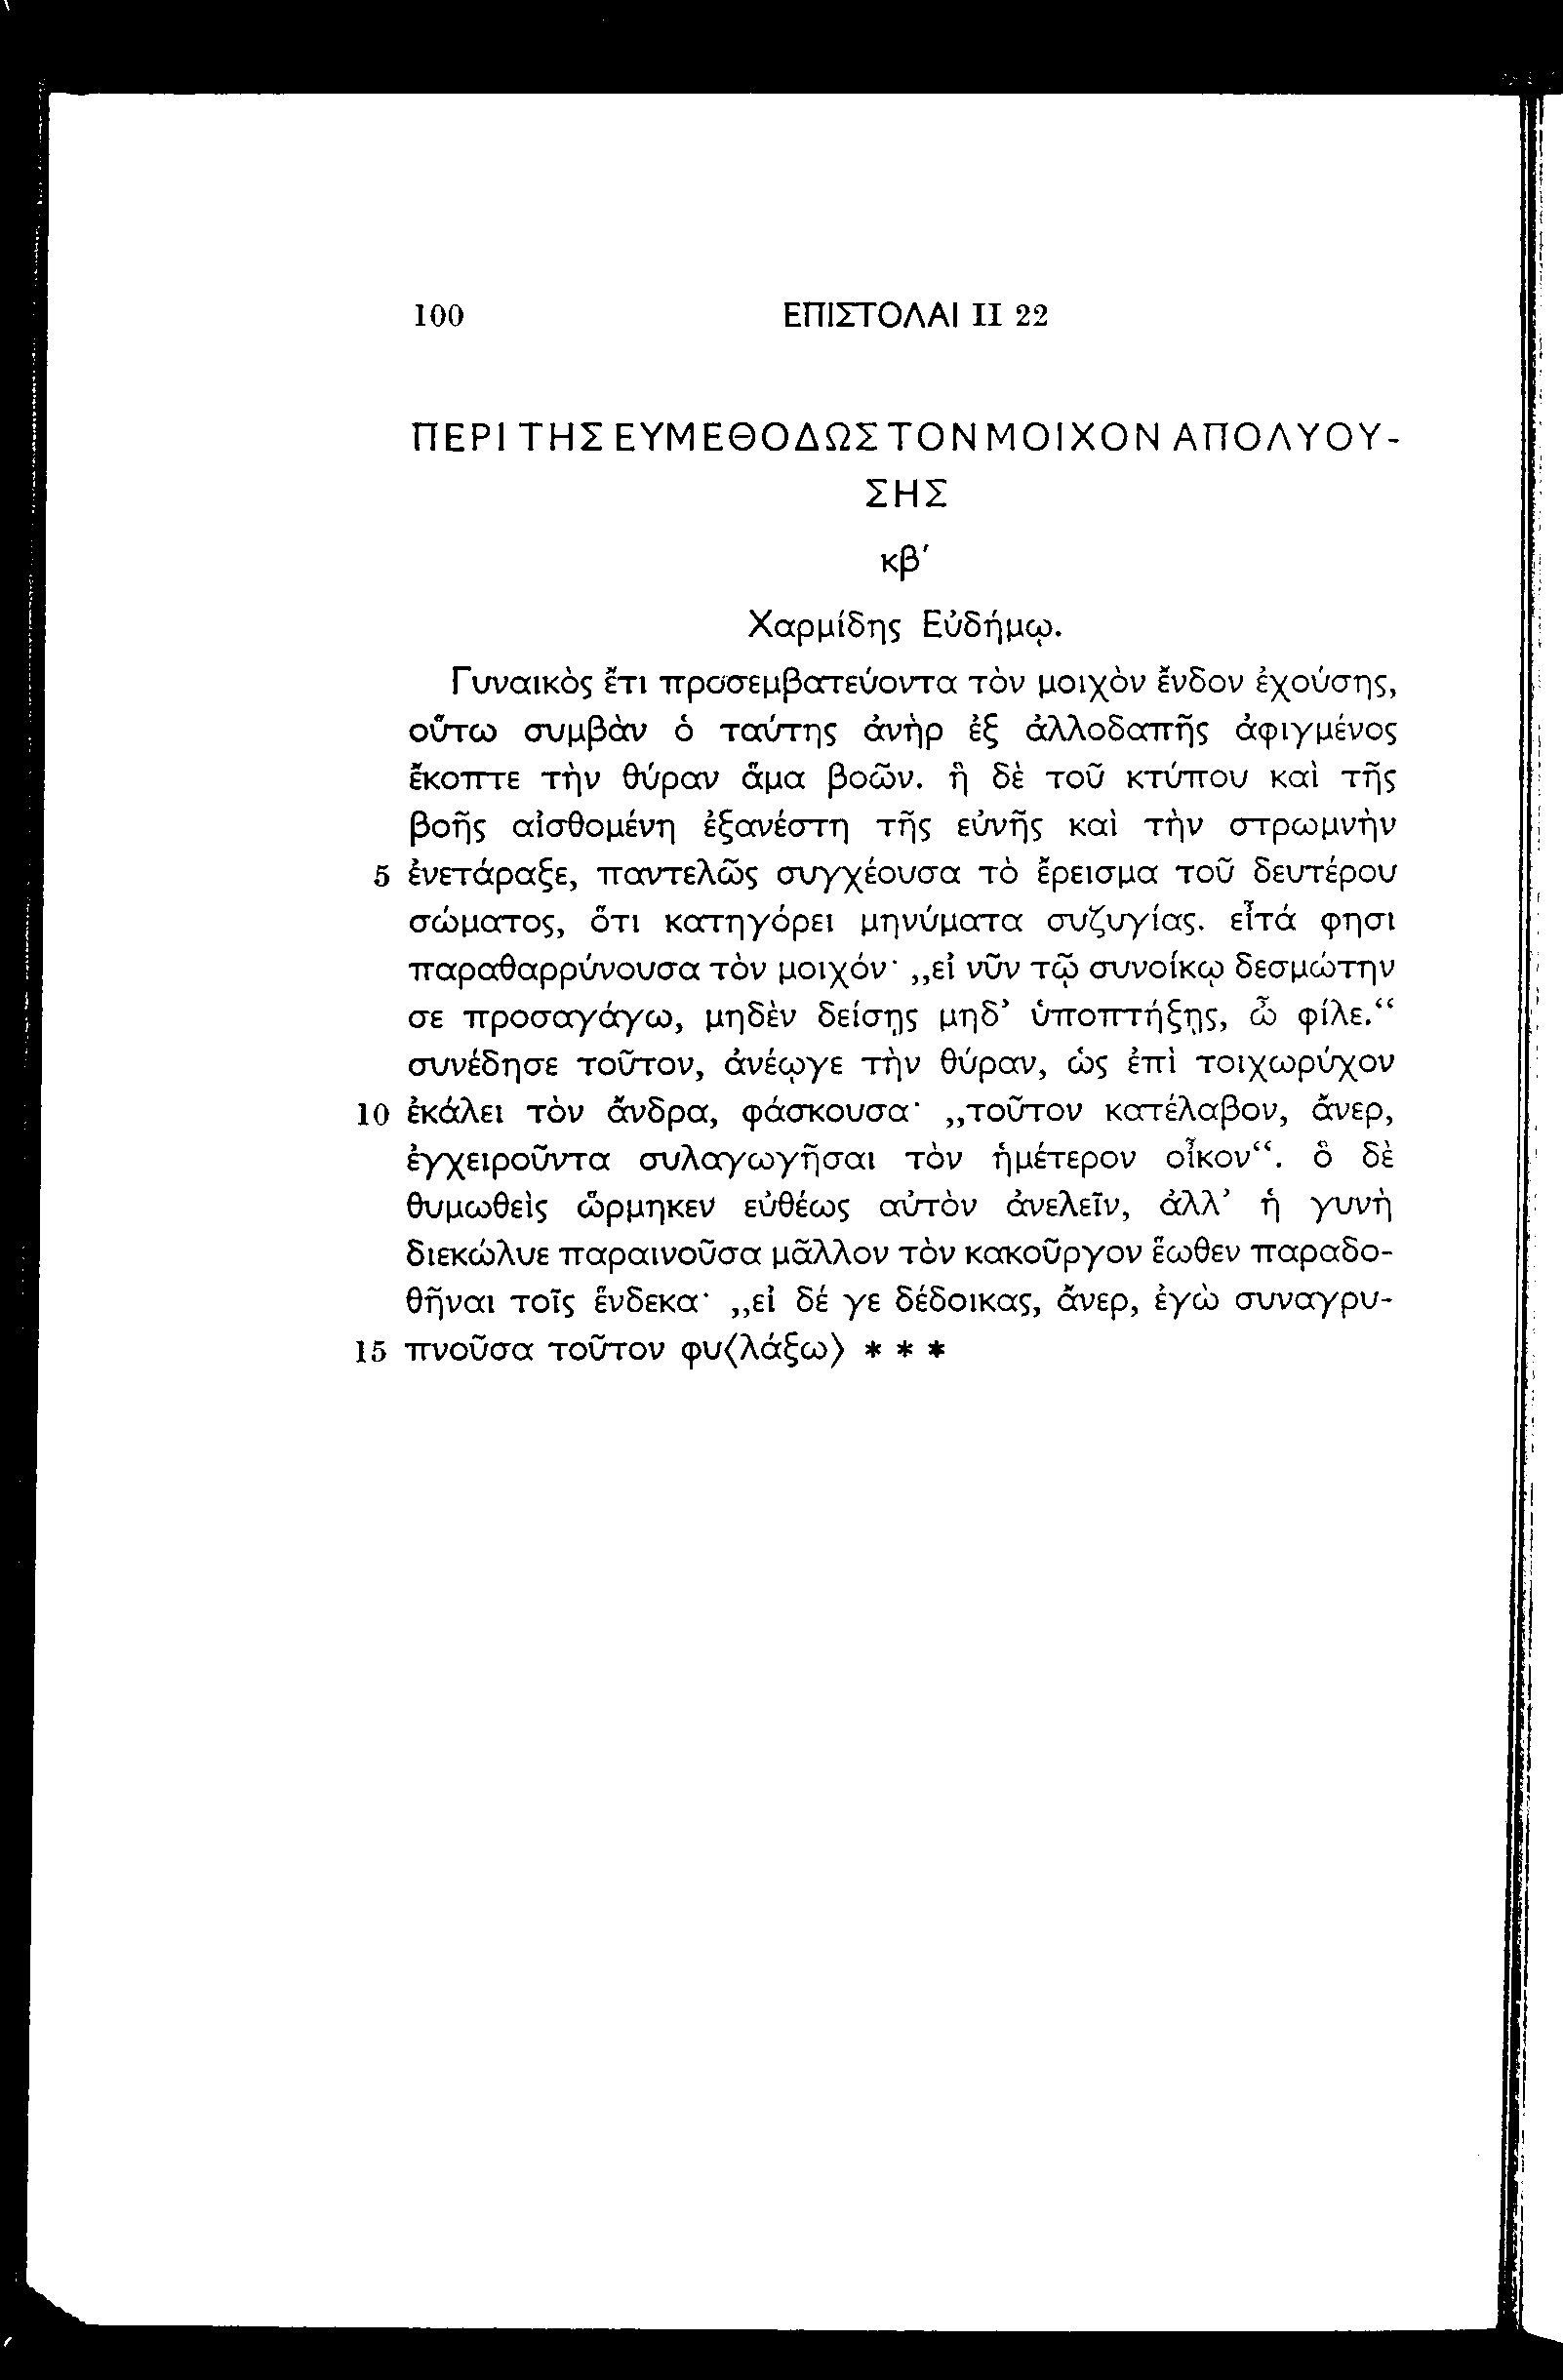 100 ΕΠΙΣΤΟΛΑΙ II 22
ΠΕΡΙ ΤΗΣ ΕΥΜΕΘΟΔΩΣ ΤΟΝ ΜΟΙΧΟΝ ΑΠΟΛΥΟΥ-
ΣΗΣ
κβ′
Χαρμίδης Εὐδήμῳ.
Γυναικὸς ἔτι προσεμβατεύοντα τὸν μοιχὸν ἔνδον ἐχούσης,
οὕτω συμβὰν ὁ ταύτης ἀνὴρ ἐξ ἀλλοδαπῆς ἀφιγμένος
ἔκοπτε τὴν θύραν ἅμα βοῶν. ἣ δὲ τοῦ κτύπου καὶ τῆς
βοῆς αἰσθομένη ἐξανέστη τῆς εὐνῆς καὶ τὴν στρωμνὴν
5 ἐνετάραξε, παντελῶς συγχέουσα τὸ ἔρεισμα τοῦ δευτέρου
σώματος, ὅτι κατηγόρει μηνύματα συζυγίας. εἶτά φησι
παραθαρρύνουσα τὸν μοιχόν· „εἰ νῦν τῷ συνοίκῳ δεσμώτην
σε προσαγάγω, μηδὲν δείσῃς μηδ᾽ ὑποπτήξῃς, ὦ φίλε.“
συνέδησε τοῦτον, ἀνέῳγε τὴν θύραν, ὡς ἐπὶ τοιχωρύχον
10 ἐκάλει τὸν ἄνδρα, φάσκουσα· „τοῦτον κατέλαβον, ἄνερ,
ἐγχειροῦντα συλαγωγῆσαι τὸν ἡμέτερον οἶκον“. ὃ δὲ
θυμωθεὶς ὥρμηκεν εὐθέως αὐτὸν ἀνελεῖν, ἀλλ᾽ ἡ γυνὴ
διεκώλυε παραινοῦσα μᾶλλον τὸν κακοῦργον ἕωθεν παραδο-
θῆναι τοῖς ἕνδεκα· „εἰ δέ γε δέδοικας, ἄνερ, ἐγὼ συναγρυ-
15 πνοῦσα τοῦτον φυ⟨λάξω⟩ * * *